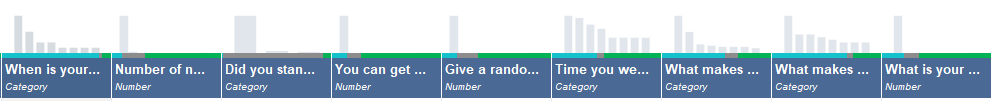 When is your...
Category
Number of n...
Number
Did you stan...
Category
You can get ...
Number
Give a rando...
Number
Time you we...
Category
What makes ...
Category
What makes ...
Category
What is your ...
Number